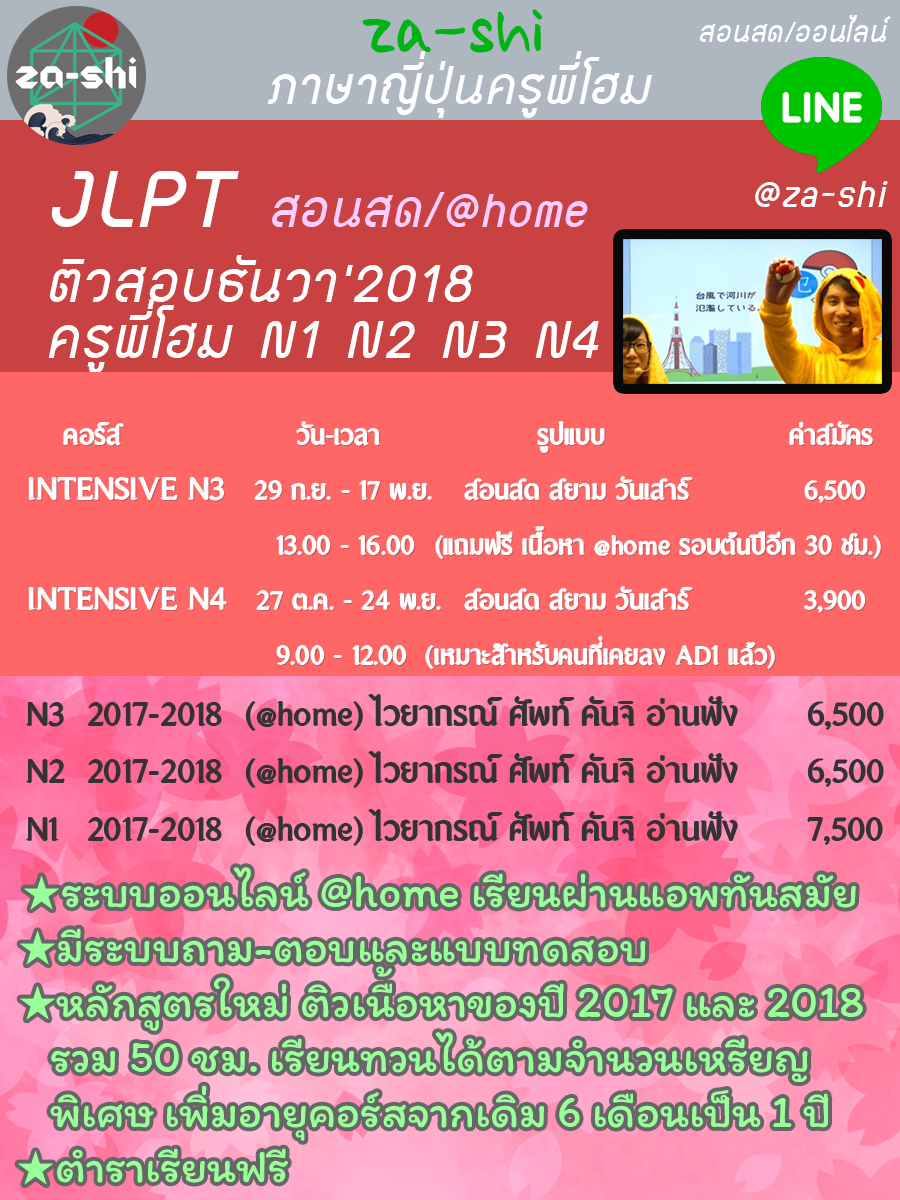 za-shi
za-shi
สอนสด/ออนไลน์
ภาษาญี่ปุ่นครูพี่โฮม
LINE
@za-shi
JLPT สอนสด/@home
ติวสอบธันวา'2018
ครูพี่โฮม N1 N2 N3 N4
台風で河川が
氾濫している。
คอร์ส วัน-เวลา รูปแบบ ค่าสมัคร
INTENSIVE N3 29 ก.ย. - 17 พ.ย. สอนสด สยาม วันเสาร์ 6,500
13.00 - 16.00 (แถมฟรี เนื้อหา @home รอบต้นปีอีก 30 ชม.)
INTENSIVE N4 27 ต.ค. - 24 พ.ย. สอนสด สยาม วันเสาร์ 3,900
9.00 - 12.00 (เหมาะสำหรับคนที่เคยลง AD1 แล้ว)
N3 2017-2018 (@home) ไวยากรณ์ ศัพท์ คันจิ อ่านฟัง 6,500
N2 2017-2018 (@home) ไวยากรณ์ ศัพท์ คันจิ อ่านฟัง 6,500
N1 2017-2018 (@home) ไวยากรณ์ ศัพท์ คันจิ อ่านฟัง 7,500
★ระบบออนไลน์ @home เรียนผ่านแอพทันสมัย
★มีระบบถาม-ตอบและแบบทดสอบ
★หลักสูตรใหม่ ติวเนื้อหาของปี 2017 และ 2018
รวม 50 ชม. เรียนทวนได้ตามจำนวนเหรียญ
พิเศษ เพิ่มอายุคอร์สจากเดิม 6 เดือนเป็น 1 ปี
★ตำราเรียนฟรี